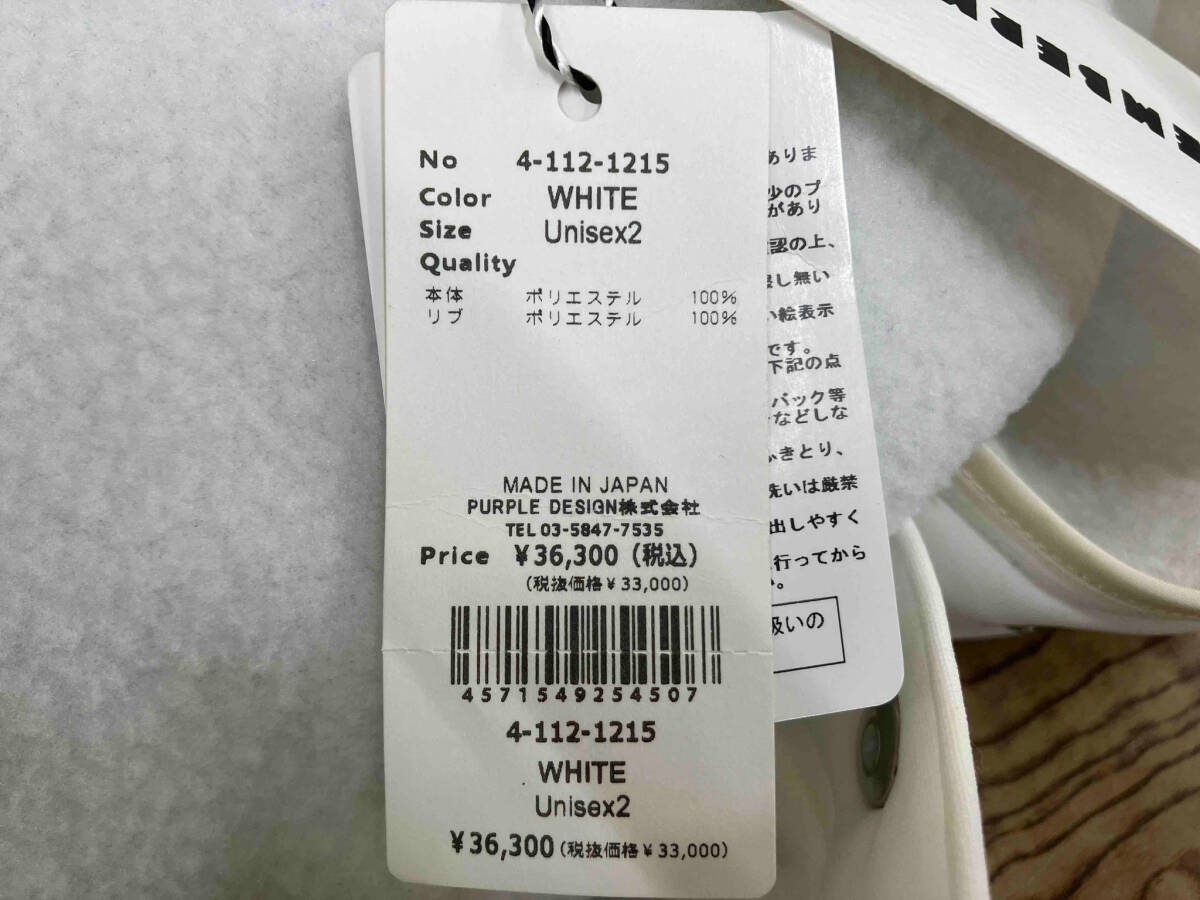 No 4-112-1215
Color WHITE
Size Unisex2
Quality
本体 ポリエステル 100%
リブ ポリエステル 100%
MADE IN JAPAN
PURPLE DESIGN株式会社
TEL 03-5847-7535
Price ¥36,300(税込)
(税抜価格¥33,000)
4571549254507
4-112-1215
WHITE
Unisex2
¥36,300(税抜価格¥33,000)
ありま
少のプ
があり
認の上、
し無い
い絵表示
です。
下記の点
バック等
などしな
ふきとり、
洗いは厳禁
出しやすく
行ってから
扱いの